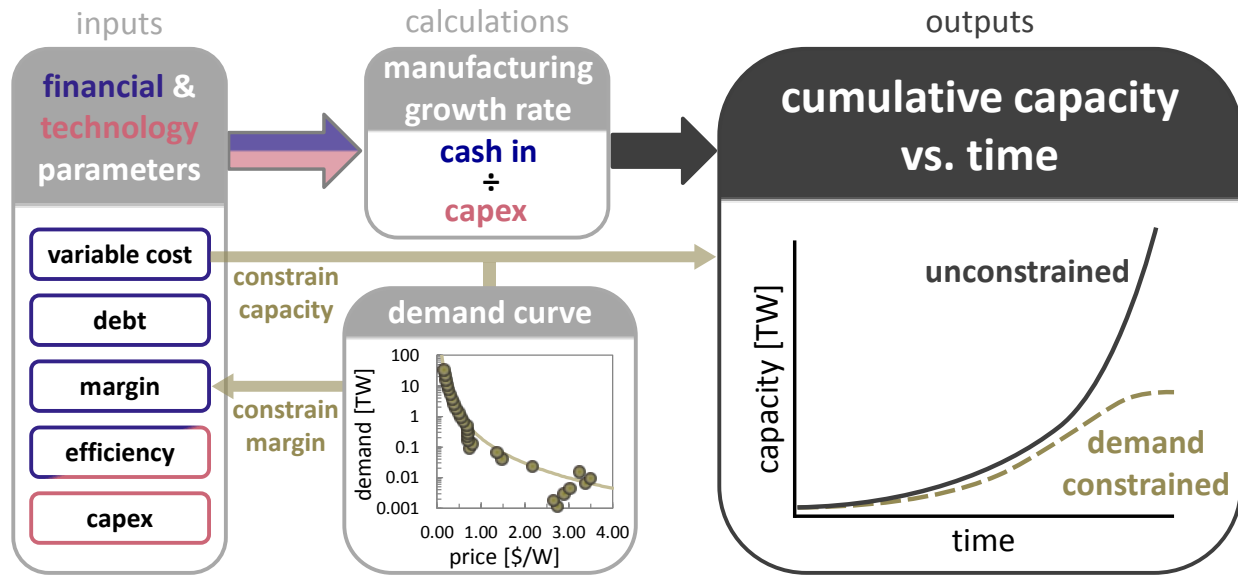 inputs
financial &
technology
parameters
variable cost
debt
margin
efficiency
capex
calculations
manufacturing
growth rate
cash in
÷
capex
constrain
capacity
constrain
margin
demand curve
demand [TW]
100
10
1
0.1
0.01
0.001
0.00 1.00 2.00 3.00 4.00
price [$/W]
outputs
cumulative capacity
vs. time
capacity [TW]
unconstrained
demand
constrained
time